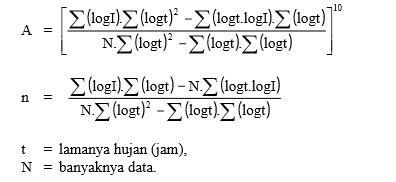 A = [ ∑(logI).∑(logt)² − ∑(logt.logI).∑(logt) / N.∑(logt)² − ∑(logt).∑(logt) ]¹⁰
n = ∑(logI).∑(logt) − N.∑(logt.logI) / N.∑(logt)² − ∑(logt).∑(logt)
t = lamanya hujan (jam),
N = banyaknya data.